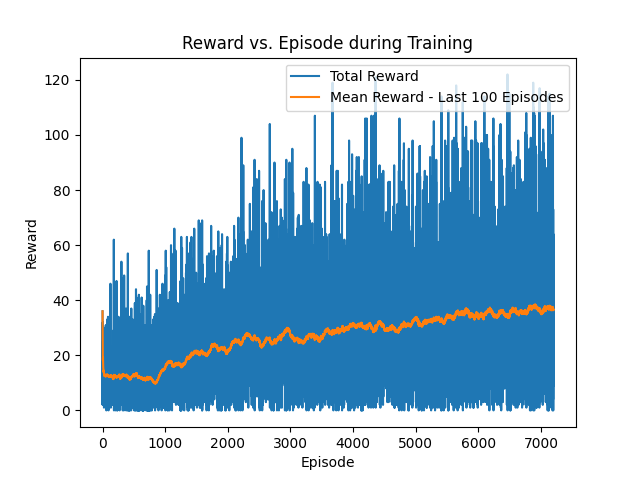 Reward vs. Episode during Training
Total Reward
Mean Reward - Last 100 Episodes
120
100
80
60
40
20
0
Reward
0 1000 2000 3000 4000 5000 6000 7000
Episode